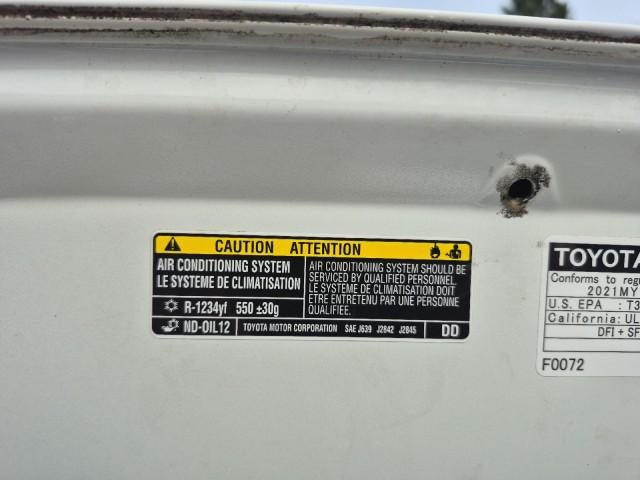 CAUTION ATTENTION
AIR CONDITIONING SYSTEM
LE SYSTEME DE CLIMATISATION
R-1234yf 550 ±30g
ND-OIL12
AIR CONDITIONING SYSTEM SHOULD BE
SERVICED BY QUALIFIED PERSONNEL.
LE SYSTEME DE CLIMATISATION DOIT
ETRE ENTRETENU PAR UNE PERSONNE
QUALIFIEE.
TOYOTA MOTOR CORPORATION SAE J639 J2842 J2845 DD
TOYOTA
Conforms to regu
2021MY
U.S. EPA : T3
California: UL
DFI + SF
F0072